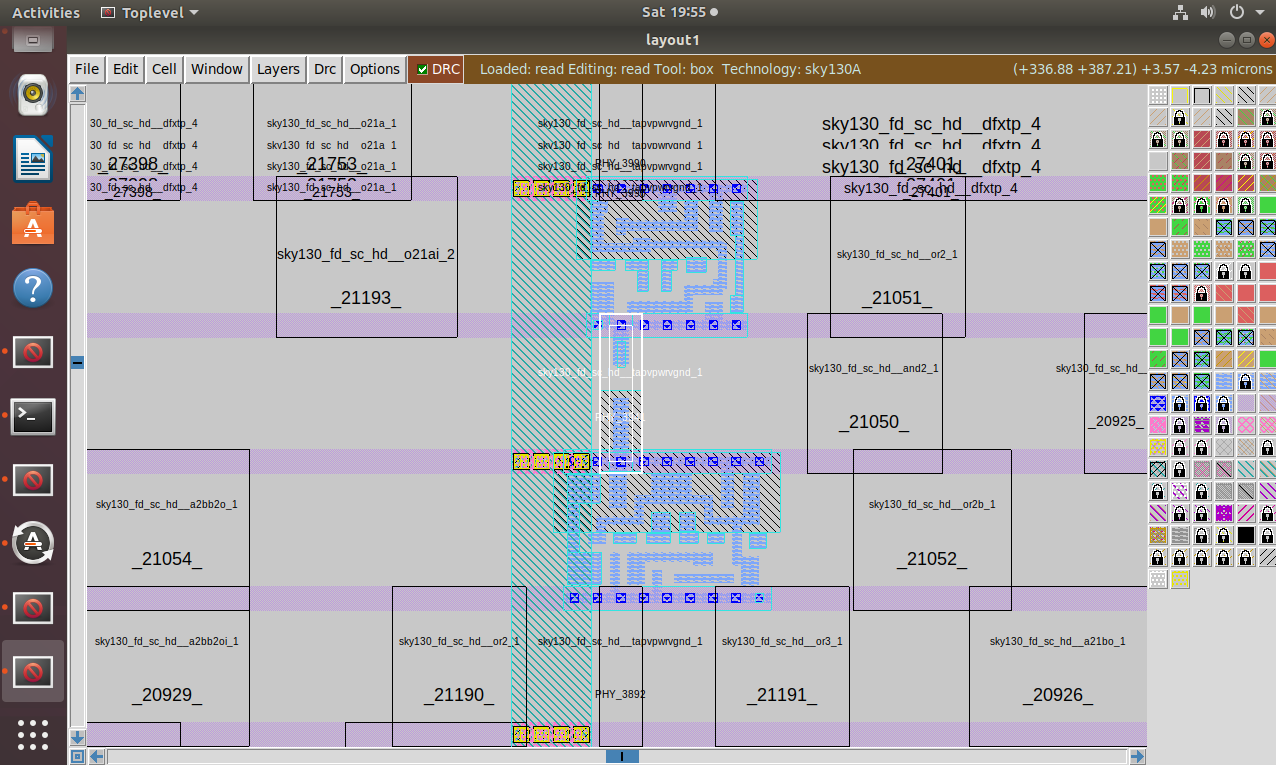 Activities Toplevel Sat 19:55
layout1
File Edit Cell Window Layers Drc Options DRC Loaded: read Editing: read Tool: box Technology: sky130A (+336.88 +387.21) +3.57 -4.23 microns
30_fd_sc_hd__dfxtp_4 sky130_fd_sc_hd__o21a_1 sky130_fd_sc_hd__tapvpwrvgnd_1 sky130_fd_sc_hd__dfxtp_4
30_fd_sc_hd__dfxtp_4 sky130_fd_sc_hd__o21a_1 sky130_fd_sc_hd__tapvpwrvgnd_1 sky130_fd_sc_hd__dfxtp_4
_27398_ _21753_ PHY_3990 _27401_
30_fd_sc_hd__dfxtp_4 sky130_fd_sc_hd__o21a_1 sky130_fd_sc_hd__tapvpwrvgnd_1 sky130_fd_sc_hd__dfxtp_4
30_fd_sc_hd__dfxtp_4 sky130_fd_sc_hd__o21a_1 sky130_fd_sc_hd__tapvpwrvgnd_1 sky130_fd_sc_hd__dfxtp_4
_27398_ _21753_ _27401_
sky130_fd_sc_hd__o21ai_2 sky130_fd_sc_hd__or2_1
_21193_ _21051_
sky130_fd_sc_hd__tapvpwrvgnd_1 sky130_fd_sc_hd__and2_1 sky130_fd_sc_hd__
_21050_ _20925_
sky130_fd_sc_hd__a2bb2o_1 sky130_fd_sc_hd__or2b_1
_21054_ _21052_
sky130_fd_sc_hd__a2bb2oi_1 sky130_fd_sc_hd__or2_1 sky130_fd_sc_hd__tapvpwrvgnd_1 sky130_fd_sc_hd__or3_1 sky130_fd_sc_hd__a21bo_1
_20929_ _21190_ PHY_3892 _21191_ _20926_